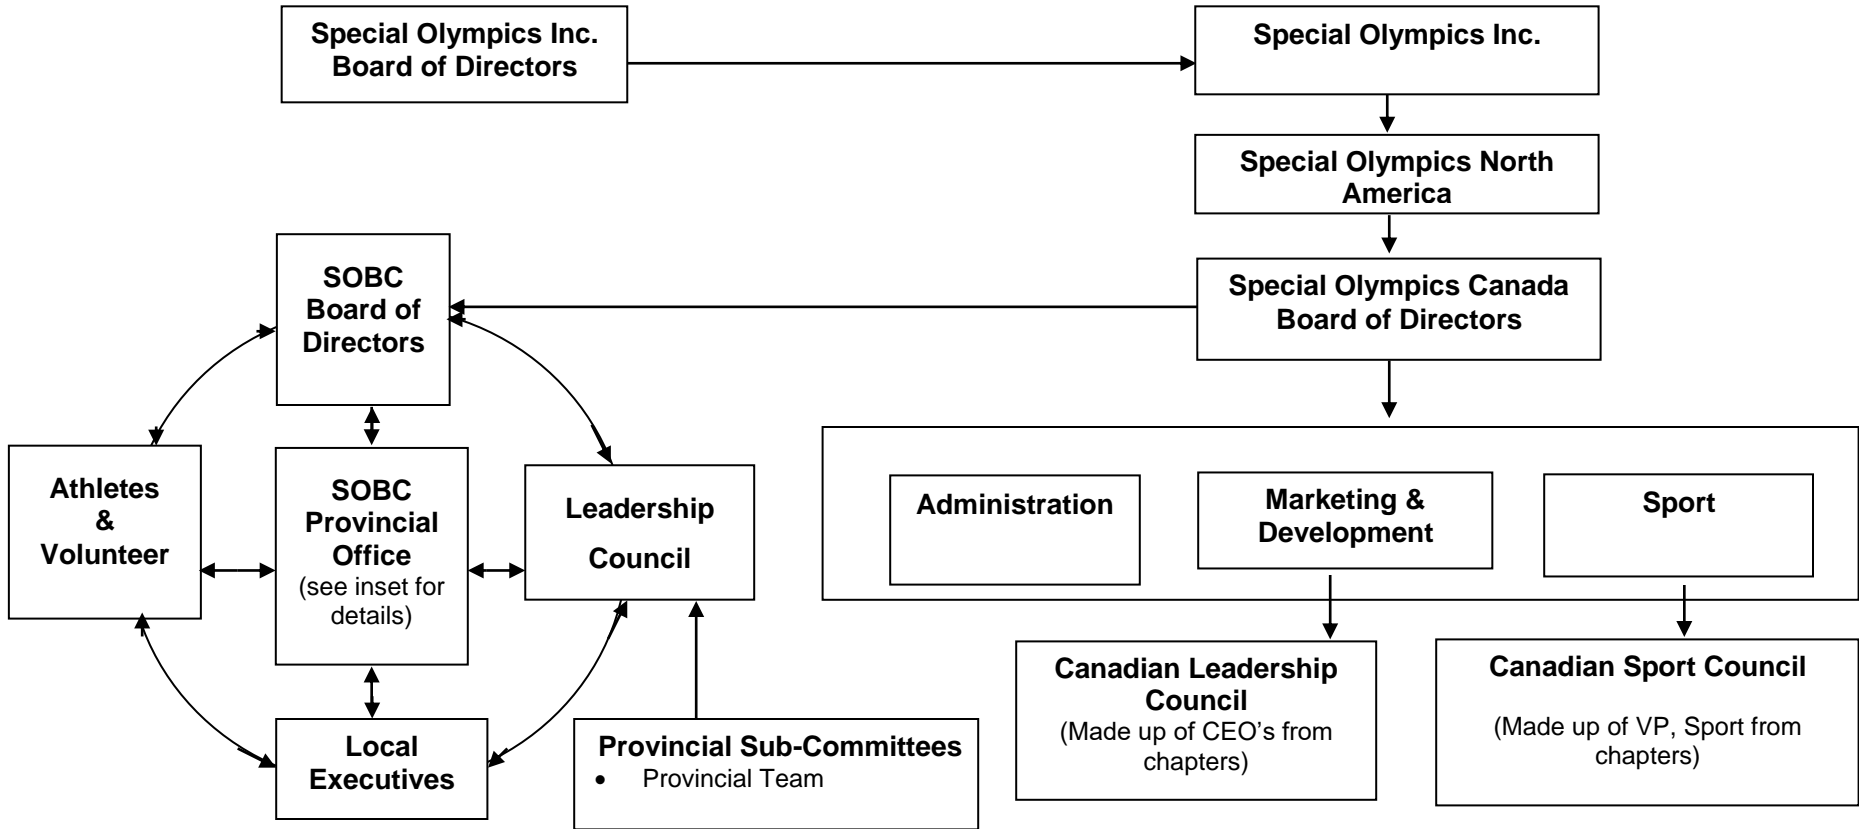 Special Olympics Inc.
Board of Directors
Special Olympics Inc.
Special Olympics North
America
SOBC
Board of
Directors
Special Olympics Canada
Board of Directors
Athletes
&
Volunteer
SOBC
Provincial
Office
(see inset for
details)
Leadership
Council
Administration
Marketing &
Development
Sport
Local
Executives
Provincial Sub-Committees
• Provincial Team
Canadian Leadership
Council
(Made up of CEO’s from
chapters)
Canadian Sport Council
(Made up of VP, Sport from
chapters)